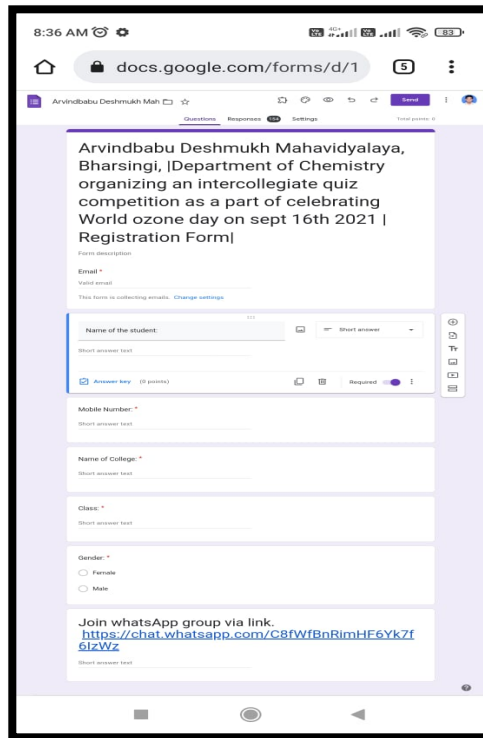 8:36 AM
4G+
83
docs.google.com/forms/d/1
5
Arvindbabu Deshmukh Mah
Send
Questions Responses 154 Settings
Total points: 0
Arvindbabu Deshmukh Mahavidyalaya,
Bharsingi, |Department of Chemistry
organizing an intercollegiate quiz
competition as a part of celebrating
World ozone day on sept 16th 2021 |
Registration Form|
Form description
Email *
Valid email
This form is collecting emails. Change settings
Name of the student:
Short answer
Short answer text
Answer key (0 points)
Required
Mobile Number: *
Short answer text
Name of College: *
Short answer text
Class: *
Short answer text
Gender: *
Female
Male
Join whatsApp group via link.
https://chat.whatsapp.com/C8fWfBnRimHF6Yk7f
6IzWz
Short answer text